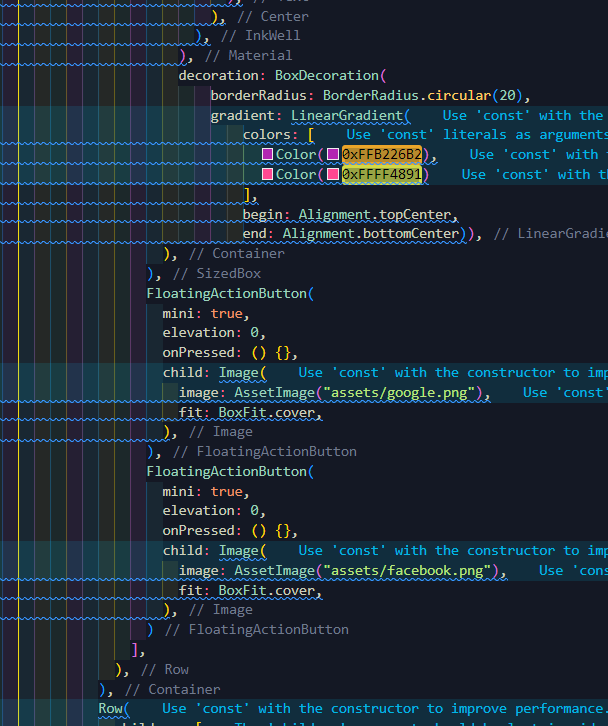 ), // Center
), // InkWell
), // Material
decoration: BoxDecoration(
borderRadius: BorderRadius.circular(20),
gradient: LinearGradient( Use 'const' with the
colors: [ Use 'const' literals as arguments
Color(0xFFB226B2), Use 'const' with
Color(0xFFFF4891) Use 'const' with th
],
begin: Alignment.topCenter,
end: Alignment.bottomCenter)), // LinearGradie
), // Container
), // SizedBox
FloatingActionButton(
mini: true,
elevation: 0,
onPressed: () {},
child: Image( Use 'const' with the constructor to imp
image: AssetImage("assets/google.png"), Use 'const'
fit: BoxFit.cover,
), // Image
), // FloatingActionButton
FloatingActionButton(
mini: true,
elevation: 0,
onPressed: () {},
child: Image( Use 'const' with the constructor to imp
image: AssetImage("assets/facebook.png"), Use 'cons
fit: BoxFit.cover,
), // Image
) // FloatingActionButton
],
), // Row
), // Container
Row( Use 'const' with the constructor to improve performance.